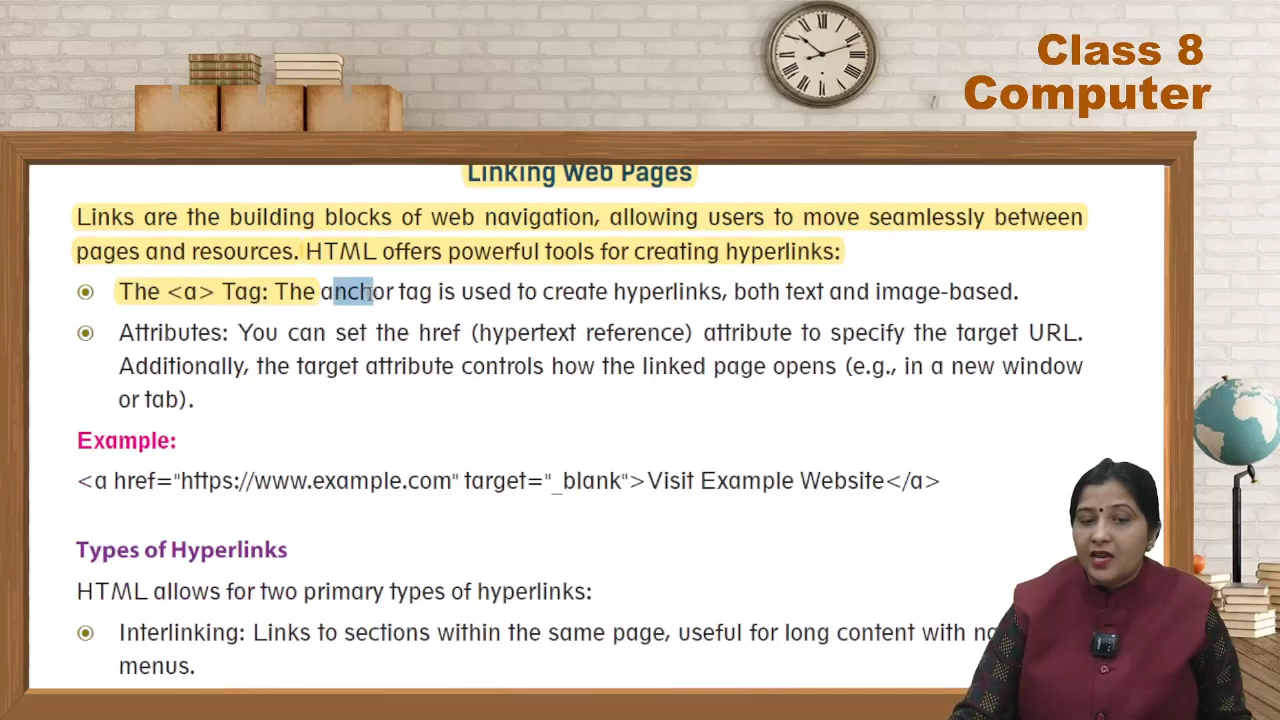 Class 8
Computer
Linking Web Pages
Links are the building blocks of web navigation, allowing users to move seamlessly between
pages and resources. HTML offers powerful tools for creating hyperlinks:
The <a> Tag: The anchor tag is used to create hyperlinks, both text and image-based.
Attributes: You can set the href (hypertext reference) attribute to specify the target URL.
Additionally, the target attribute controls how the linked page opens (e.g., in a new window
or tab).
Example:
<a href="https://www.example.com" target="_blank">Visit Example Website</a>
Types of Hyperlinks
HTML allows for two primary types of hyperlinks:
Interlinking: Links to sections within the same page, useful for long content with
menus.